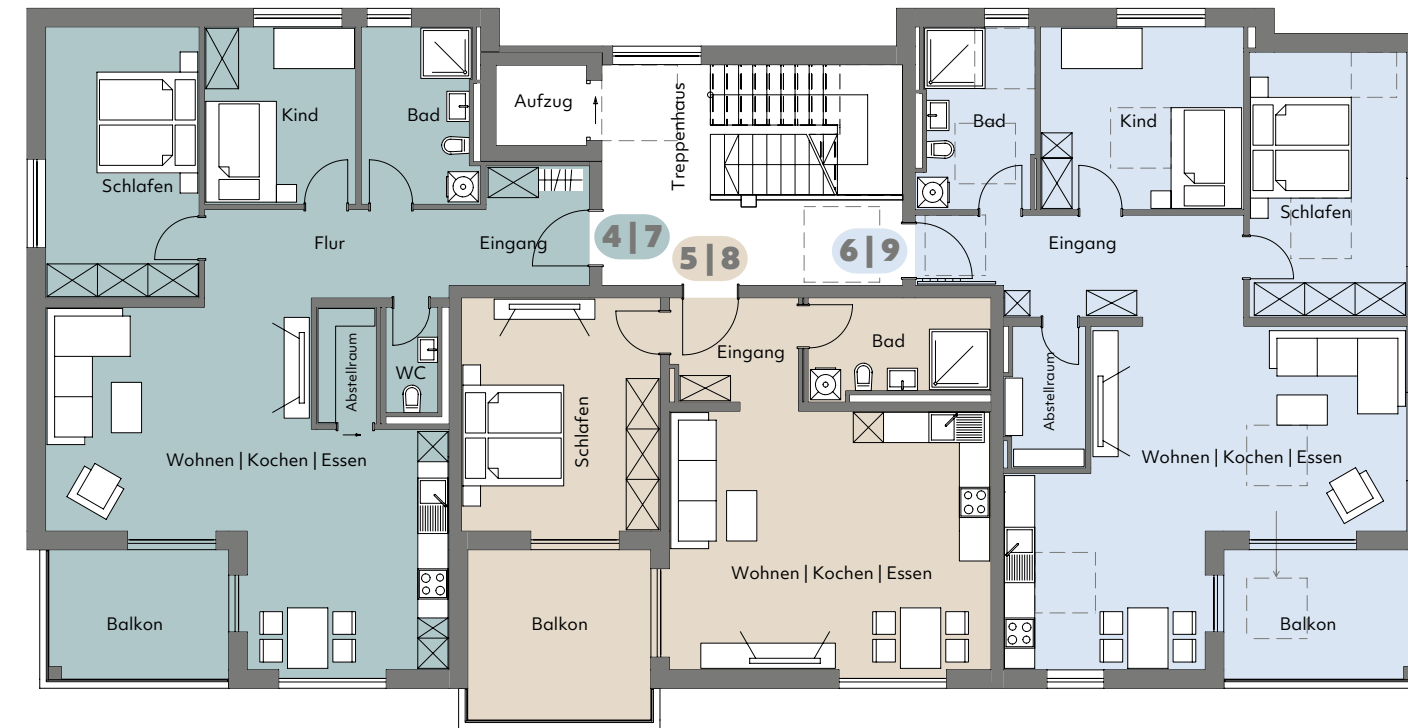 Aufzug
Treppenhaus
Kind
Bad
Schlafen
Flur
Eingang
4|7
5|8
6|9
Bad
Kind
Schlafen
Eingang
Abstellraum
WC
Wohnen | Kochen | Essen
Balkon
Schlafen
Eingang
Bad
Wohnen | Kochen | Essen
Balkon
Abstellraum
Wohnen | Kochen | Essen
Balkon